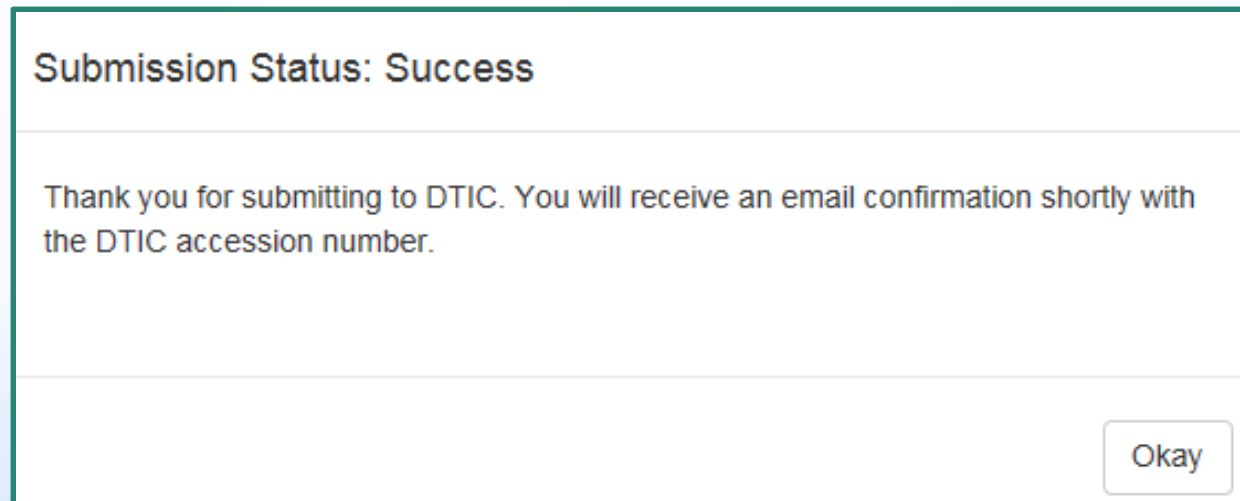 Submission Status: Success
Thank you for submitting to DTIC. You will receive an email confirmation shortly with
the DTIC accession number.
Okay